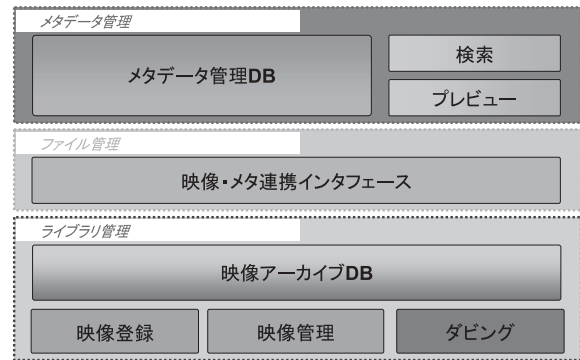 メタデータ管理
メタデータ管理DB
検索
プレビュー
ファイル管理
映像・メタ連携インタフェース
ライブラリ管理
映像アーカイブDB
映像登録
映像管理
ダビング